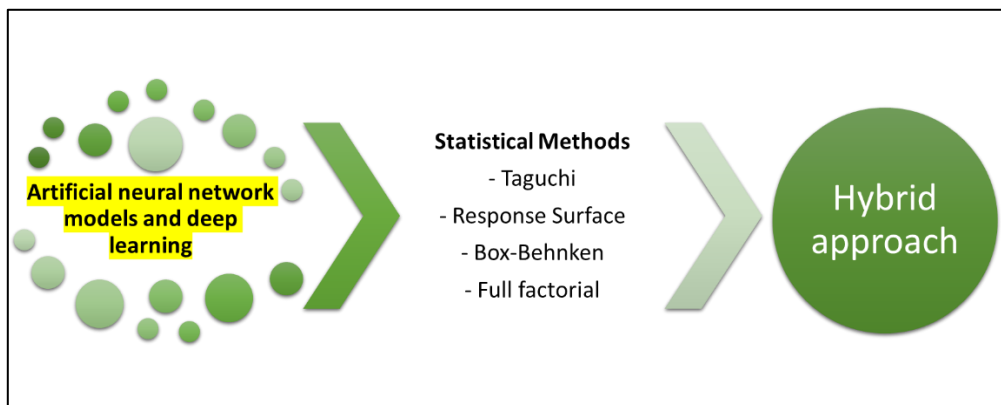 Artificial neural network
models and deep
learning
Statistical Methods
- Taguchi
- Response Surface
- Box-Behnken
- Full factorial
Hybrid
approach